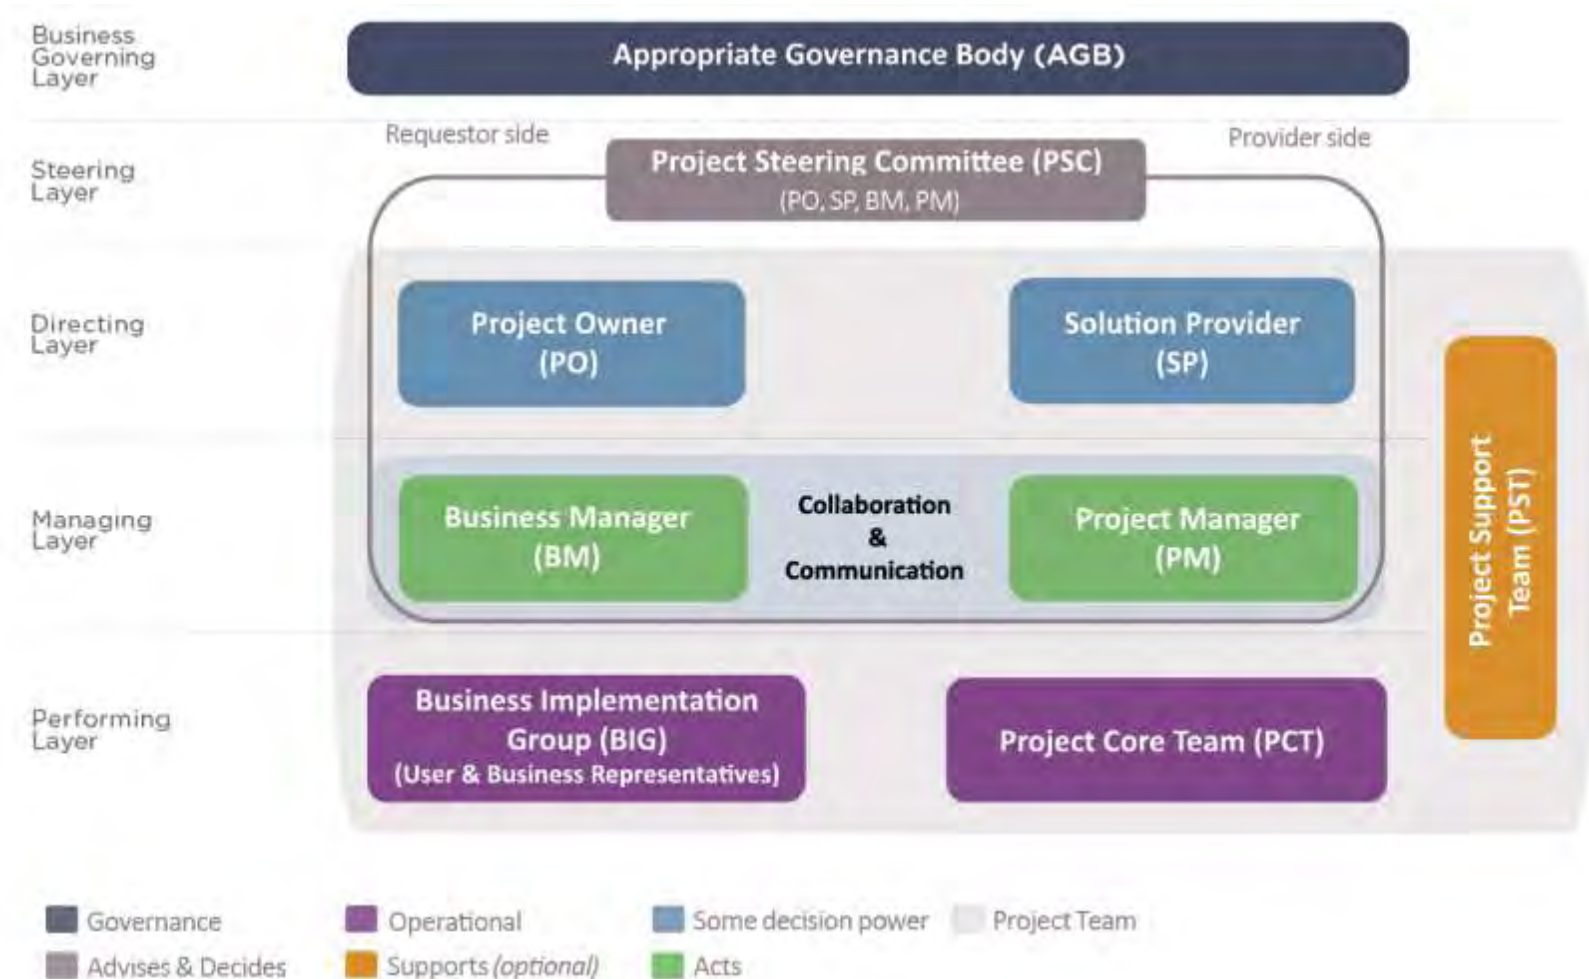 Business
Governing
Layer
Appropriate Governance Body (AGB)
Requestor side
Provider side
Steering
Layer
Project Steering Committee (PSC)
(PO, SP, BM, PM)
Directing
Layer
Project Owner
(PO)
Solution Provider
(SP)
Managing
Layer
Business Manager
(BM)
Collaboration
&
Communication
Project Manager
(PM)
Project Support
Team (PST)
Performing
Layer
Business Implementation
Group (BIG)
(User & Business Representatives)
Project Core Team (PCT)
Governance
Operational
Some decision power
Project Team
Advises & Decides
Supports (optional)
Acts